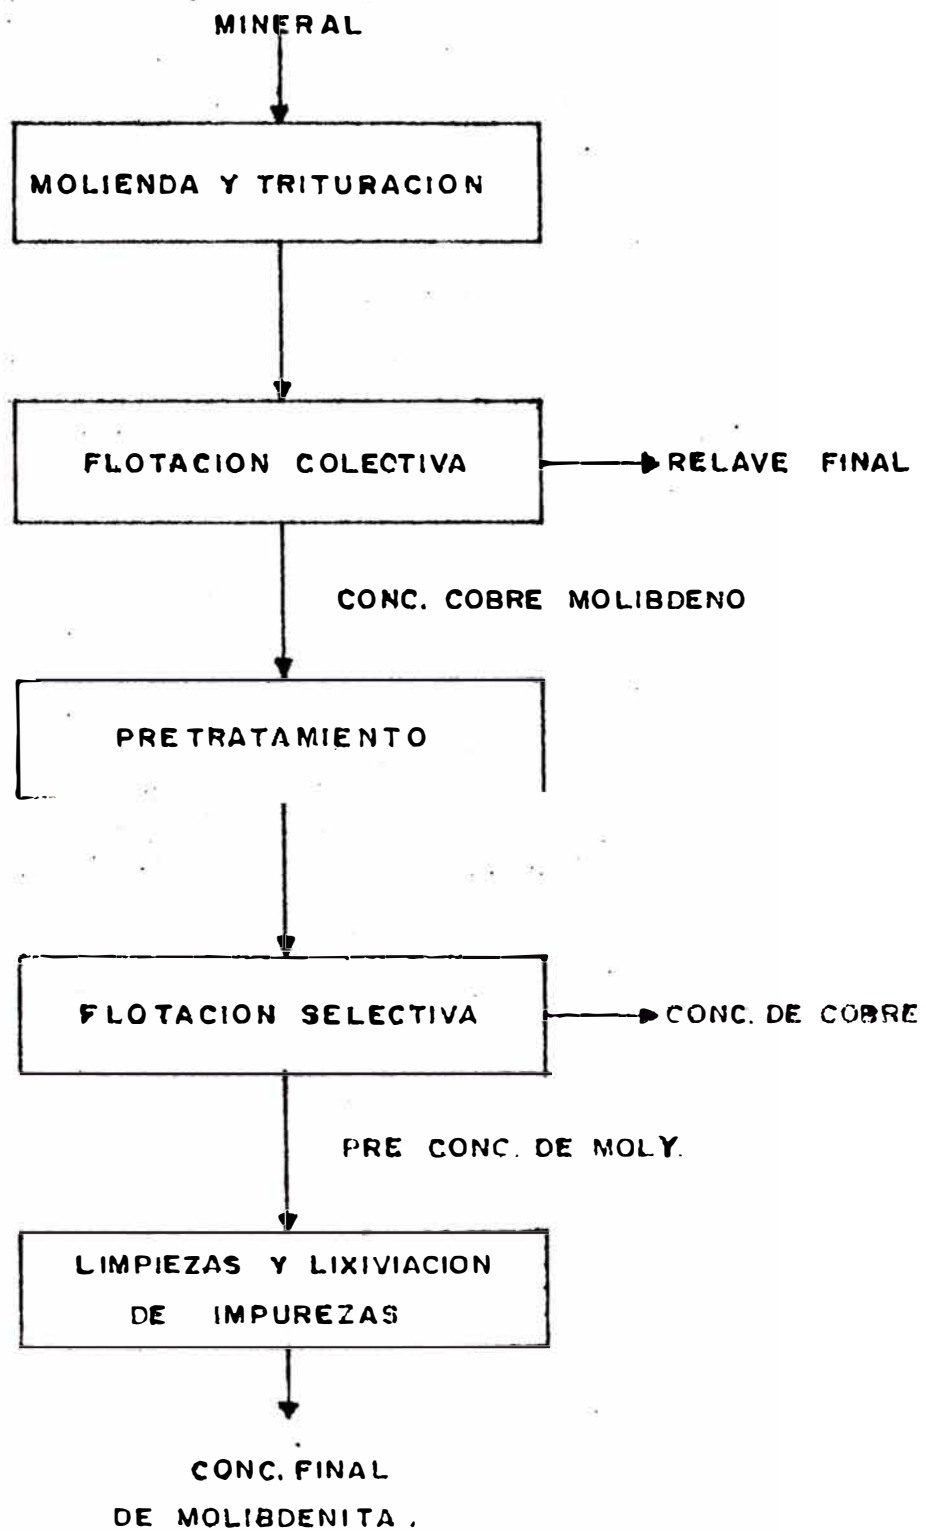 MINERAL
MOLIENDA Y TRITURACION
FLOTACION COLECTIVA
RELAVE FINAL
CONC. COBRE MOLIBDENO
PRETRATAMIENTO
FLOTACION SELECTIVA
CONC. DE COBRE
PRE CONC. DE MOLY.
LIMPIEZAS Y LIXIVIACION
DE IMPUREZAS
CONC. FINAL
DE MOLIBDENITA.